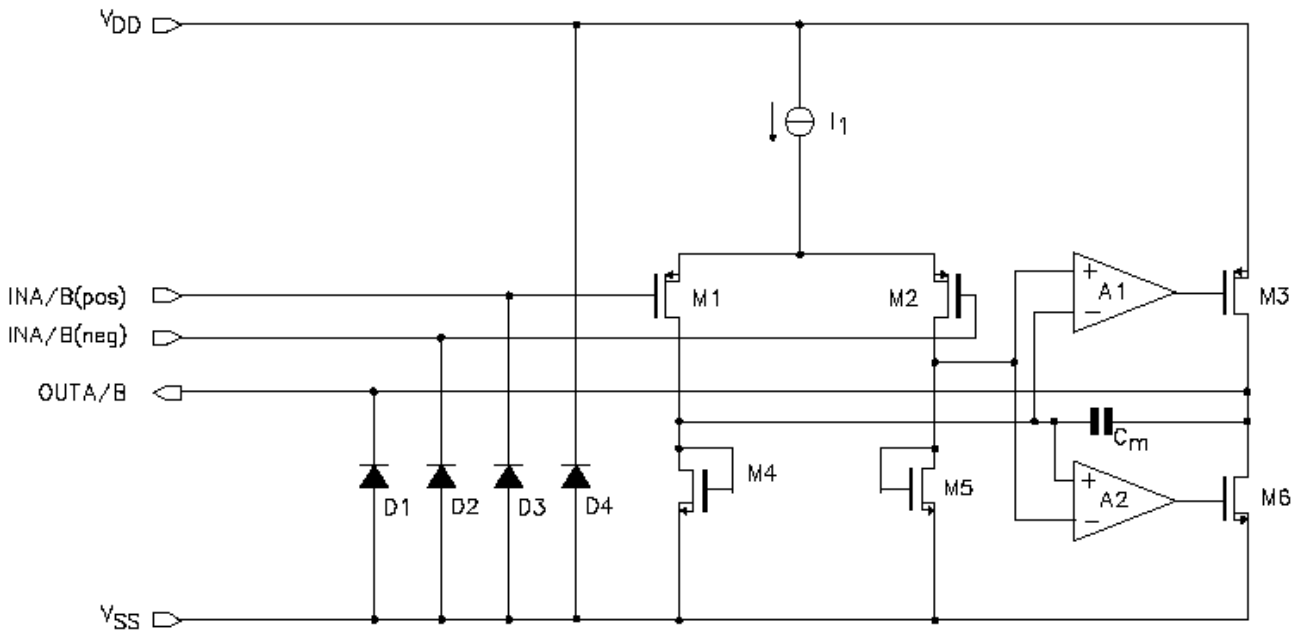 VDD
I1
INA/B(pos)
M1
M2
+
A1
−
M3
INA/B(neg)
OUTA/B
Cm
D1
D2
D3
D4
M4
M5
+
A2
−
M6
VSS